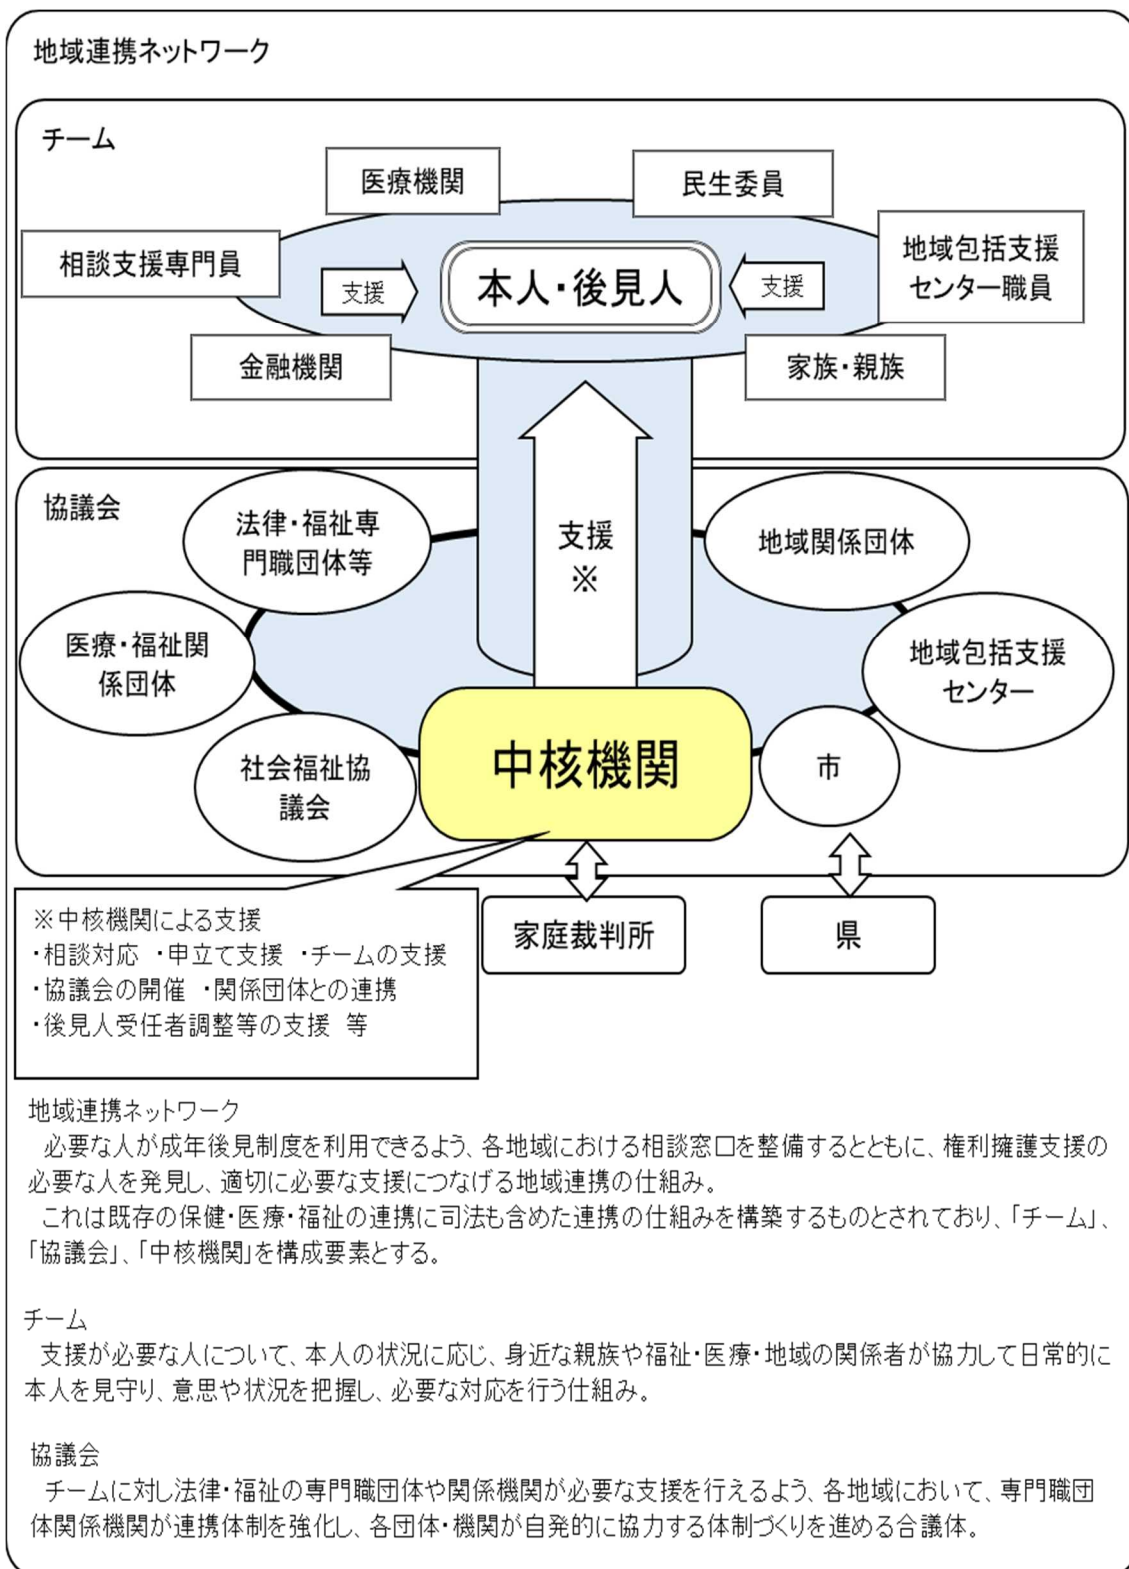 地域連携ネットワーク
チーム
医療機関
民生委員
相談支援専門員
地域包括支援
センター職員
支援
本人・後見人
支援
金融機関
家族・親族
協議会
法律・福祉専
門職団体等
支援
※
地域関係団体
医療・福祉関
係団体
地域包括支援
センター
社会福祉協
議会
中核機関
市
※中核機関による支援
・相談対応 ・申立て支援 ・チームの支援
・協議会の開催 ・関係団体との連携
・後見人受任者調整等の支援 等
家庭裁判所
県
地域連携ネットワーク
必要な人が成年後見制度を利用できるよう、各地域における相談窓口を整備するとともに、権利擁護支援の
必要な人を発見し、適切に必要な支援につなげる地域連携の仕組み。
これは既存の保健・医療・福祉の連携に司法も含めた連携の仕組みを構築するものとされており、「チーム」、
「協議会」、「中核機関」を構成要素とする。
チーム
支援が必要な人について、本人の状況に応じ、身近な親族や福祉・医療・地域の関係者が協力して日常的に
本人を見守り、意思や状況を把握し、必要な対応を行う仕組み。
協議会
チームに対し法律・福祉の専門職団体や関係機関が必要な支援を行えるよう、各地域において、専門職団
体関係機関が連携体制を強化し、各団体・機関が自発的に協力する体制づくりを進める合議体。